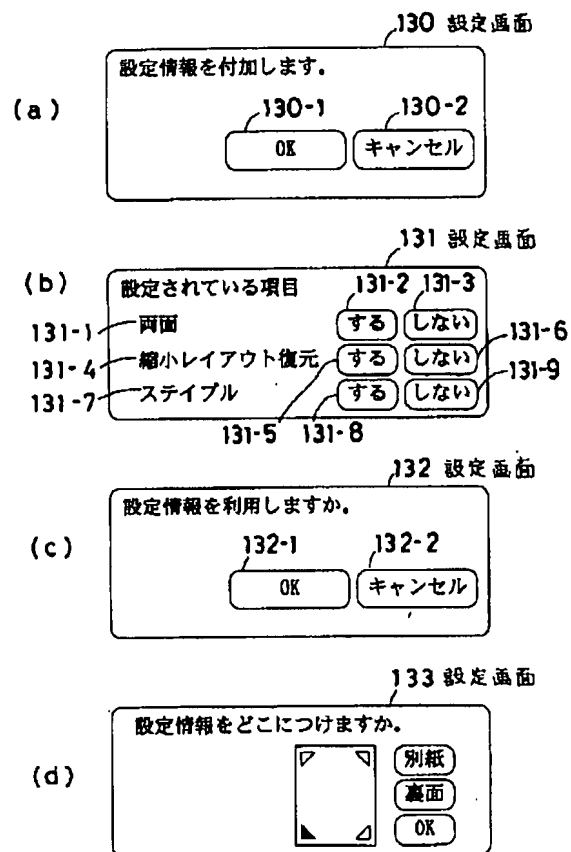 130 設定画面
(a)
設定情報を付加します。
130-1 130-2
OK キャンセル
131 設定画面
(b)
設定されている項目 131-2 131-3
131-1 両面 する しない 131-6
131-4 縮小レイアウト復元 する しない 131-9
131-7 ステイプル する しない
131-5 131-8
132 設定画面
(c)
設定情報を利用しますか。
132-1 132-2
OK キャンセル
133 設定画面
(d)
設定情報をどこにつけますか。
別紙
裏面
OK